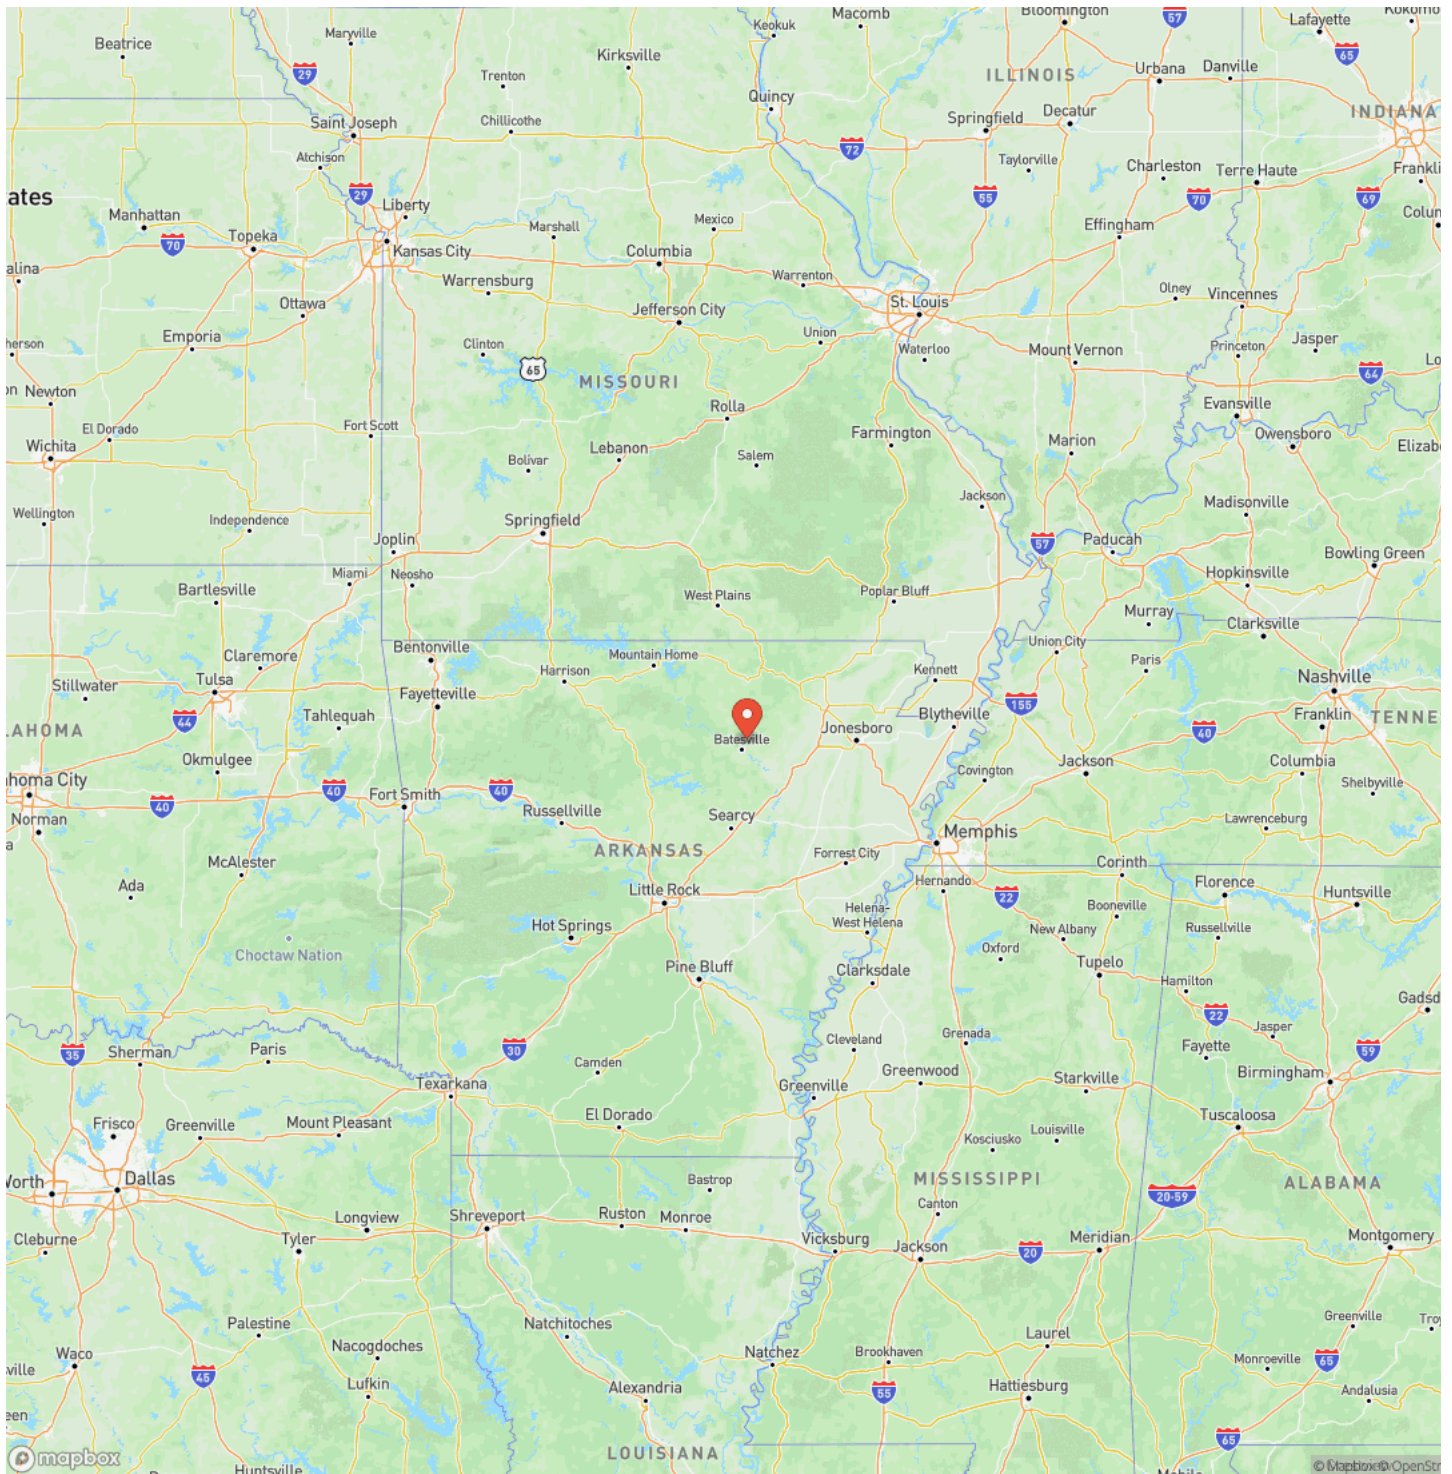 Keokuk
Macomb
Bloomington
57
Lafayette
Kokomo
Beatrice
Maryville
Kirksville
65
29
Trenton
ILLINOIS
Urbana
Danville
Quincy
Springfield
Decatur
INDIANA
Saint Joseph
Chillicothe
72
Atchison
Taylorville
Charleston
Terre Haute
Frankli
ates
29
55
70
69
Liberty
Manhattan
Mexico
Marshall
Effingham
Colum
70
Topeka
Kansas City
Columbia
alina
Warrensburg
Warrenton
Olney
Vincennes
Ottawa
Jefferson City
St. Louis
Emporia
Union
herson
Clinton
Waterloo
Mount Vernon
Princeton
Jasper
Lo
65
MISSOURI
64
on
Newton
Rolla
Evansville
El Dorado
Fort Scott
Farmington
Owensboro
Wichita
Lebanon
Salem
Marion
Elizab
Bolivar
Jackson
Madisonville
Wellington
Independence
Springfield
Joplin
57
Paducah
Bowling Green
Miami
Neosho
Hopkinsville
Bartlesville
West Plains
Poplar Bluff
Murray
Clarksville
Bentonville
Union City
Claremore
Mountain Home
Harrison
Kennett
Paris
Stillwater
Tulsa
Fayetteville
Nashville
44
155
Tahlequah
Blytheville
Franklin
TENNE
LAHOMA
Jonesboro
40
Batesville
Okmulgee
Jackson
Columbia
ahoma City
40
40
40
Fort Smith
Covington
Shelbyville
Norman
Russellville
Searcy
Lawrenceburg
a
Memphis
ARKANSAS
Forrest City
McAlester
Corinth
Ada
Little Rock
Hernando
22
Florence
Huntsville
Helena-
West Helena
Booneville
Hot Springs
New Albany
Russellville
Choctaw Nation
Oxford
Pine Bluff
Clarksdale
Tupelo
Hamilton
Gadsd
22
Jasper
Cleveland
Grenada
35
Sherman
Paris
30
Fayette
59
Camden
Greenwood
Birmingham
Texarkana
Greenville
Starkville
Frisco
Greenville
Mount Pleasant
El Dorado
Tuscaloosa
Kosciusko
Louisville
Worth
Dallas
Bastrop
MISSISSIPPI
20-59
ALABAMA
Canton
Longview
Shreveport
Ruston
Monroe
Cleburne
Tyler
Vicksburg
Jackson
20
Meridian
Montgomery
Palestine
Natchitoches
Greenville
Troy
Nacogdoches
Laurel
Waco
Natchez
Brookhaven
Monroeville
65
sville
45
Lufkin
Alexandria
55
Hattiesburg
Andalusia
een
65
LOUISIANA
mapbox
Huntsville
Mobile
© Mapbox © OpenStr